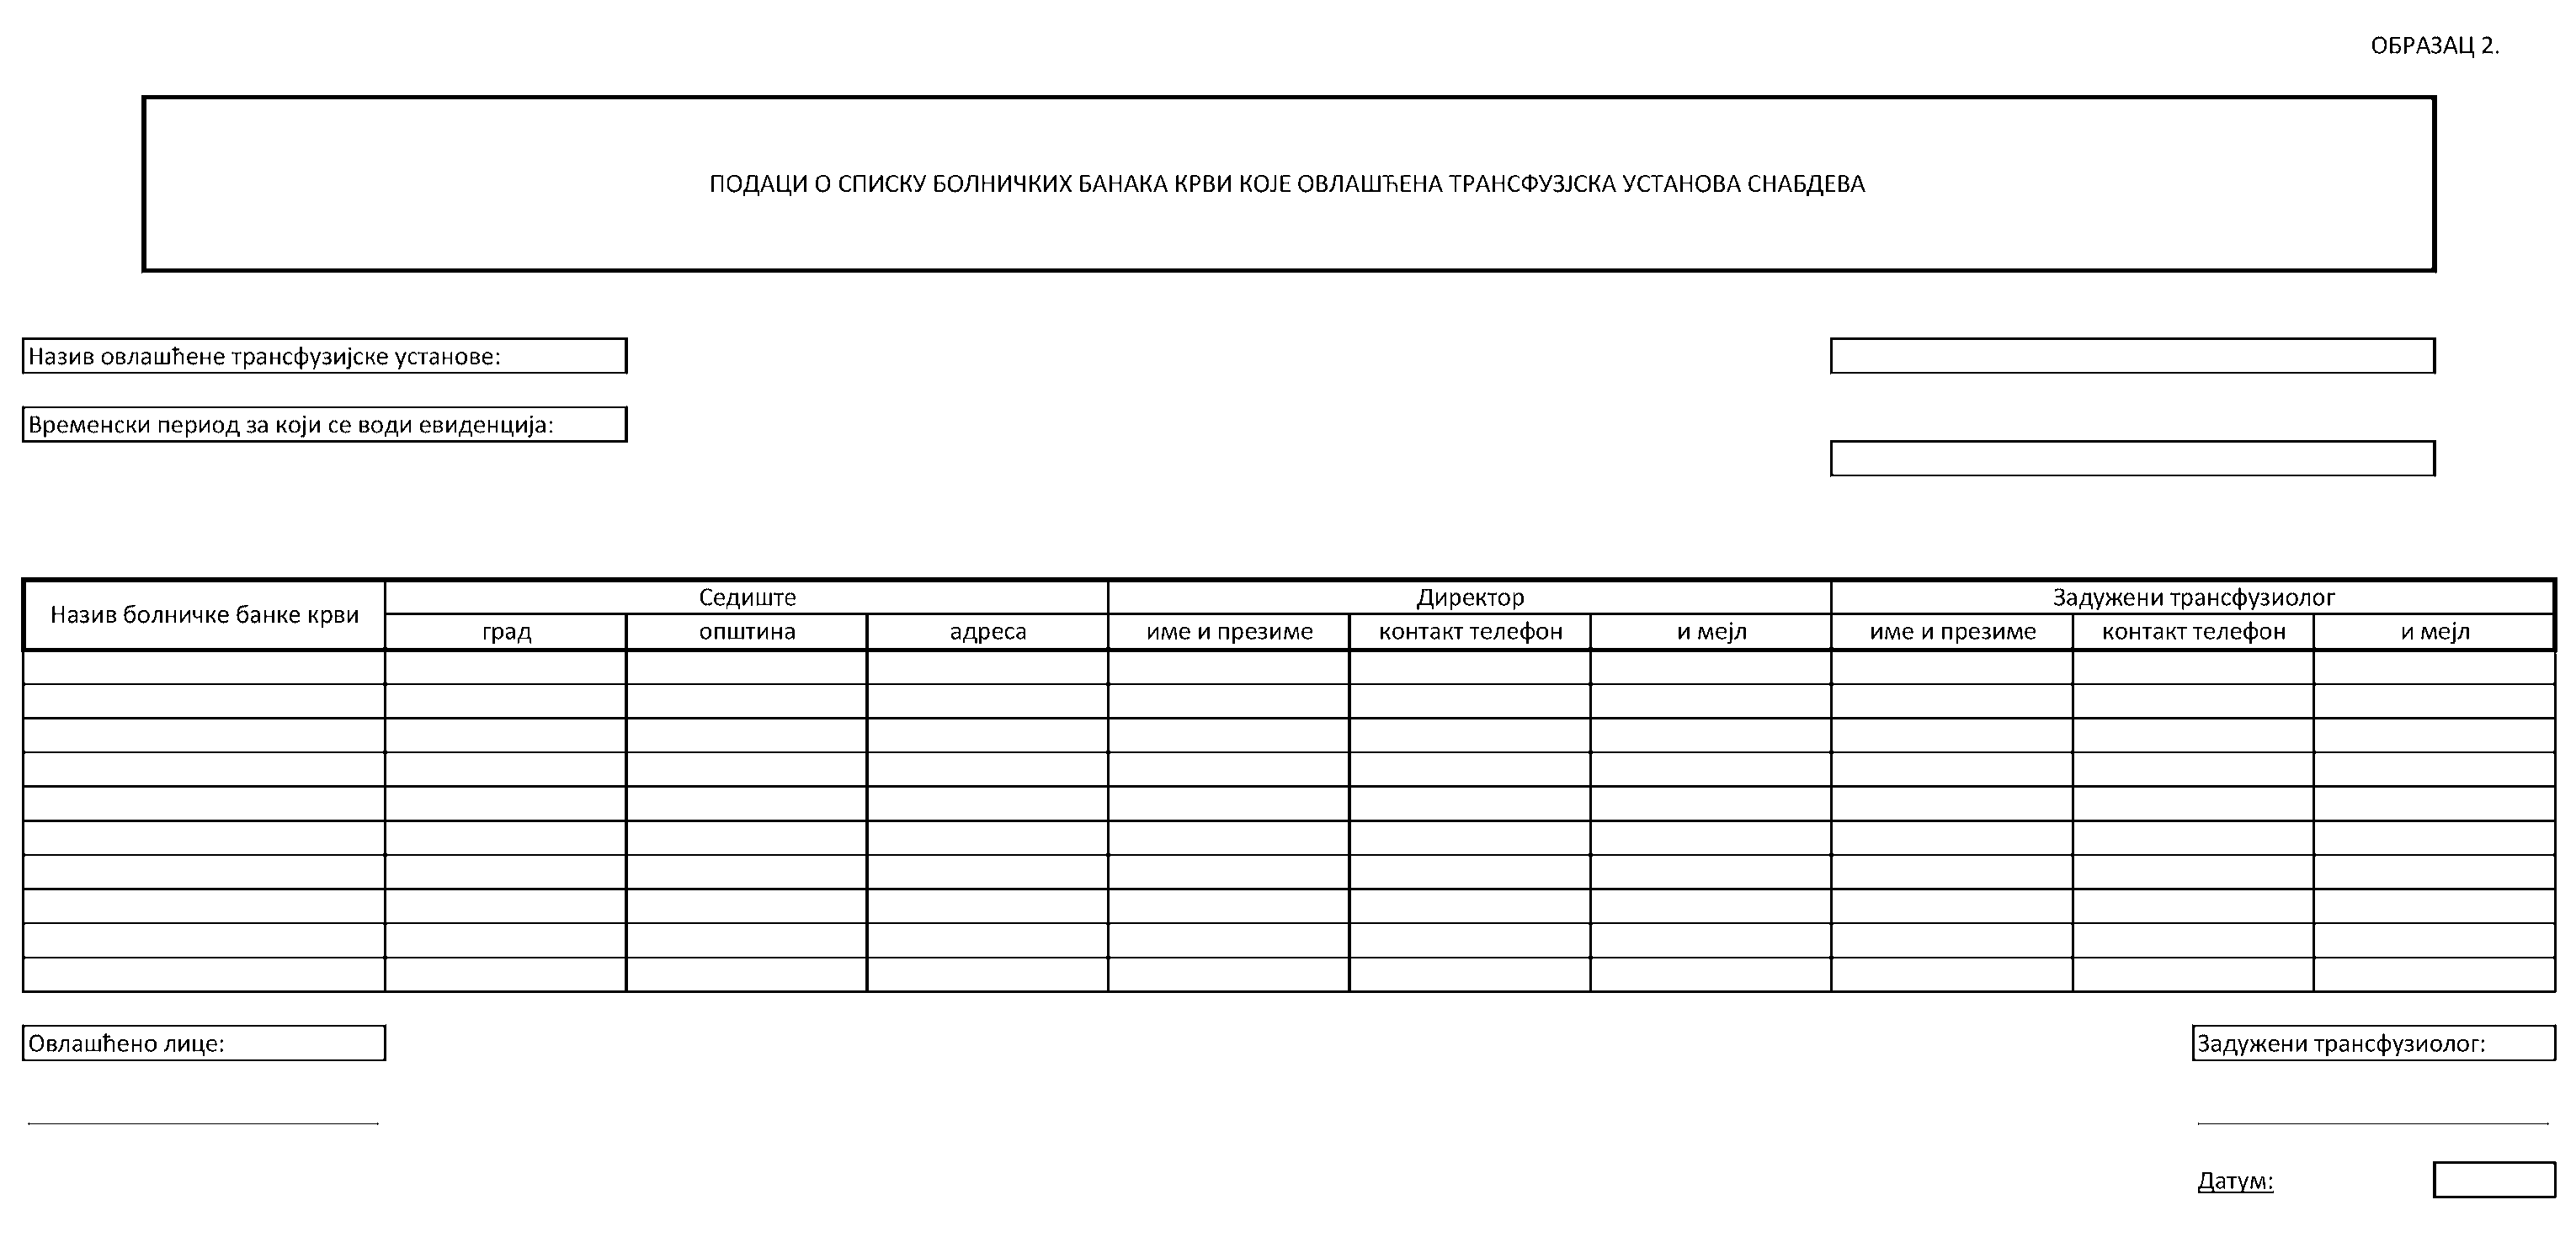 ОБРАЗАЦ 2.
ПОДАЦИ О СПИСКУ БОЛНИЧКИХ БАНАКА КРВИ КОЈЕ ОВЛАШЋЕНА ТРАНСФУЗЈСКА УСТАНОВА СНАБДЕВА
Назив овлашћене трансфузијске установе:
Временски период за који се води евиденција:
Назив болничке банке крви
Седиште
Директор
Задужени трансфузиолог
град
општина
адреса
име и презиме
контакт телефон
и мејл
име и презиме
контакт телефон
и мејл
Овлашћено лице:
Задужени трансфузиолог:
Датум: